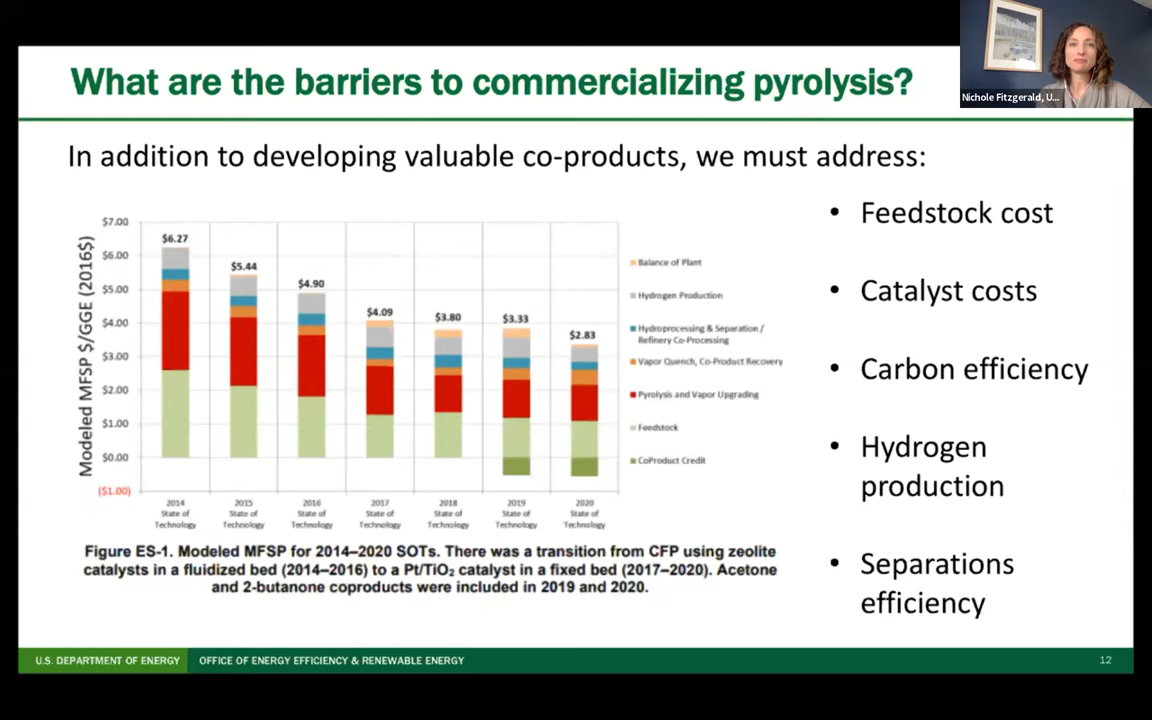 What are the barriers to commercializing pyrolysis?
Nichole Fitzgerald, U...
In addition to developing valuable co-products, we must address:
Modeled MFSP $/GGE (2016$)
$7.00
$6.00
$5.00
$4.00
$3.00
$2.00
$1.00
$0.00
($1.00)
$6.27
$5.44
$4.90
$4.09
$3.80
$3.33
$2.83
2014
State of
Technology
2015
State of
Technology
2016
State of
Technology
2017
State of
Technology
2018
State of
Technology
2019
State of
Technology
2020
State of
Technology
Balance of Plant
Hydrogen Production
Hydroprocessing & Separation /
Refinery Co-Processing
Vapor Quench, Co-Product Recovery
Pyrolysis and Vapor Upgrading
Feedstock
CoProduct Credit
Figure ES-1. Modeled MFSP for 2014–2020 SOTs. There was a transition from CFP using zeolite
catalysts in a fluidized bed (2014–2016) to a Pt/TiO₂ catalyst in a fixed bed (2017–2020). Acetone
and 2-butanone coproducts were included in 2019 and 2020.
• Feedstock cost
• Catalyst costs
• Carbon efficiency
• Hydrogen
production
• Separations
efficiency
U.S. DEPARTMENT OF ENERGY
OFFICE OF ENERGY EFFICIENCY & RENEWABLE ENERGY
12